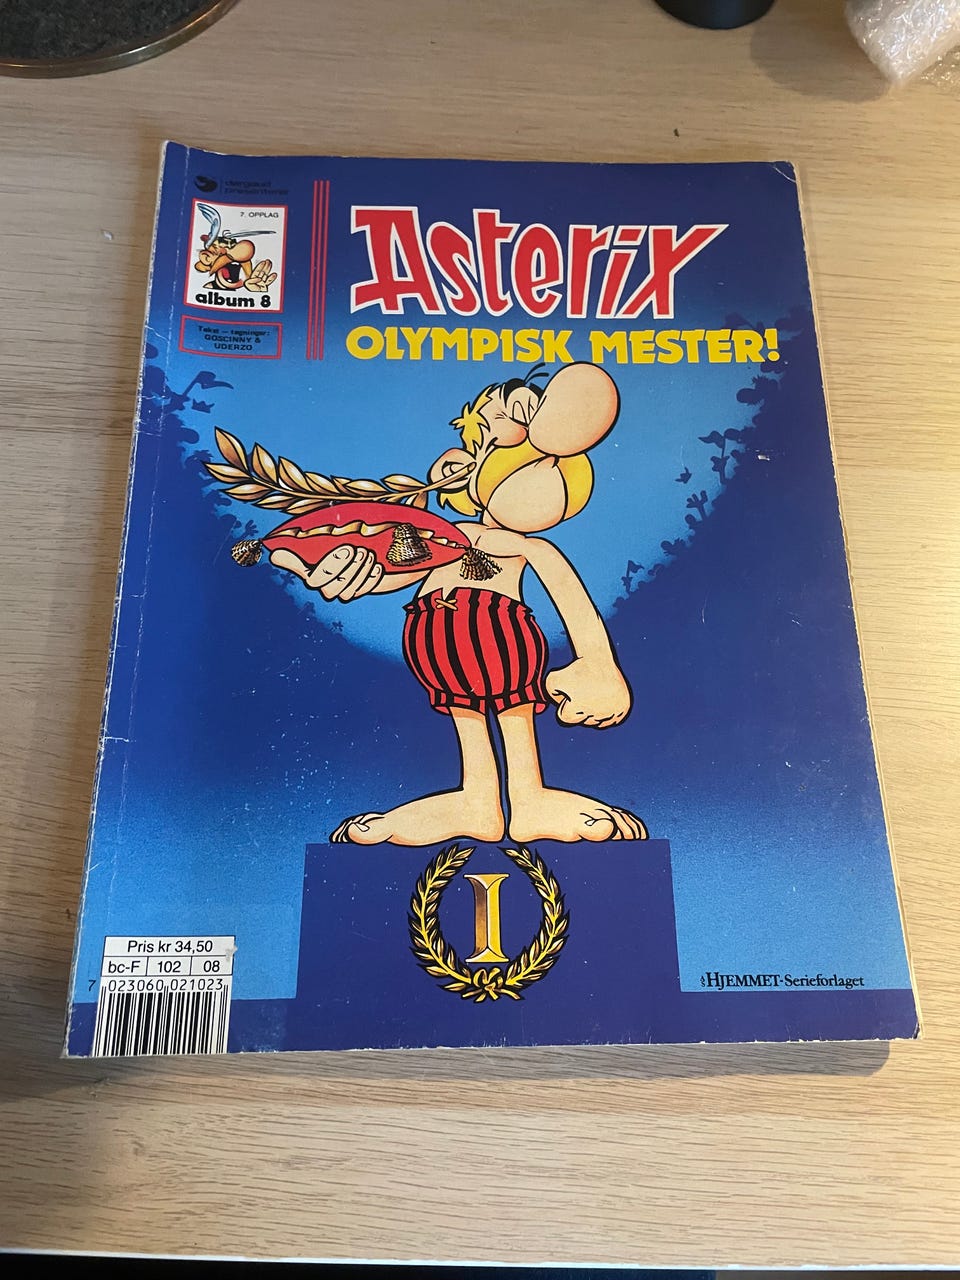 dargaud
presenterer
7. OPPLAG
album 8
Tekst — tegninger:
GOSCINNY &
UDERZO
Asterix
OLYMPISK MESTER!
I
Pris kr 34,50
bc-F 102 08
7 023060 021023
A/S HJEMMET-Serieforlaget